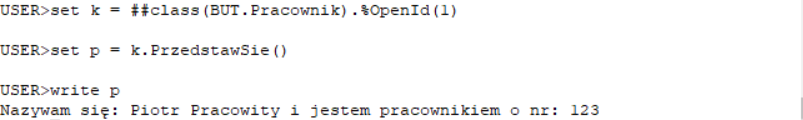 USER>set k = ##class(BUT.Pracownik).%OpenId(1)
USER>set p = k.PrzedstawSie()
USER>write p
Nazywam się: Piotr Pracowity i jestem pracownikiem o nr: 123